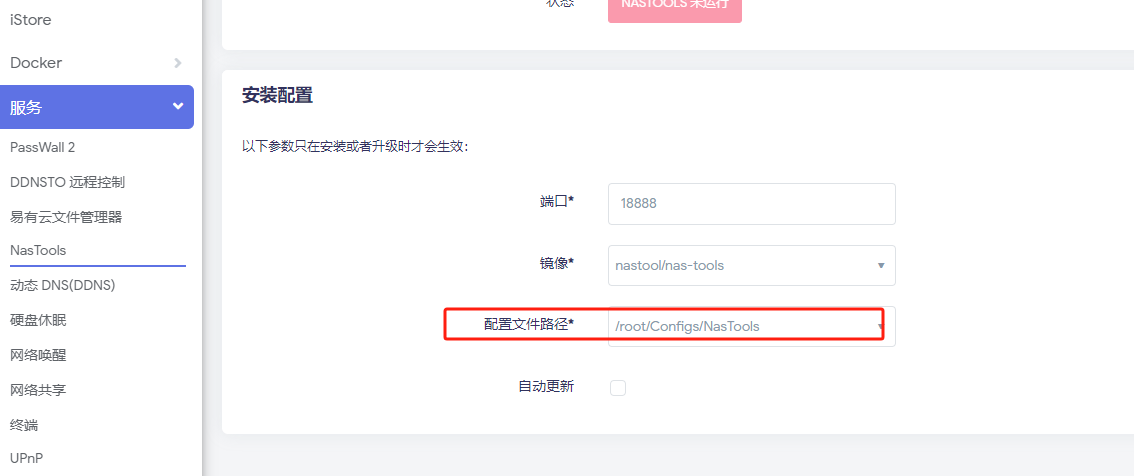 iStore
Docker
服务
PassWall 2
DDNSTO 远程控制
易有云文件管理器
NasTools
动态 DNS(DDNS)
硬盘休眠
网络唤醒
网络共享
终端
UPnP
状态
NASTOOLS 未运行
安装配置
以下参数只在安装或者升级时才会生效：
端口*
18888
镜像*
nastool/nas-tools
配置文件路径*
/root/Configs/NasTools
自动更新